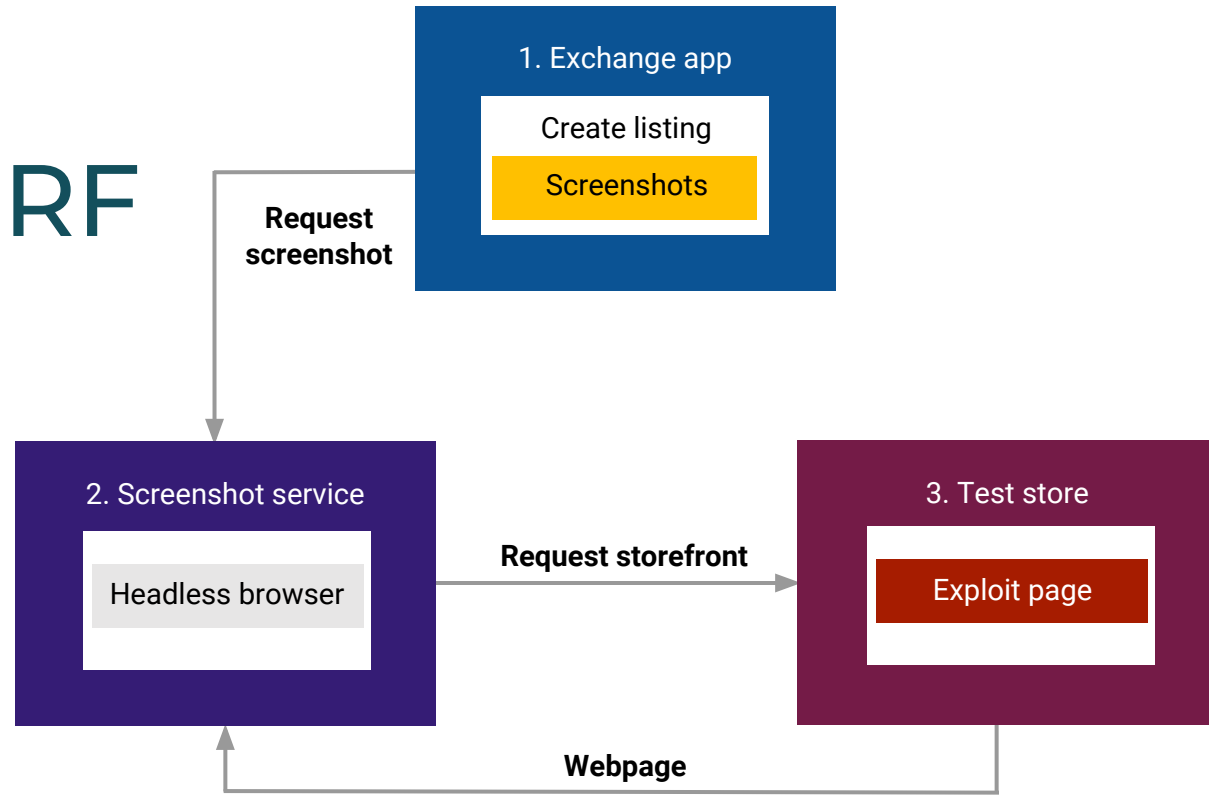 RF
1. Exchange app
Create listing
Screenshots
Request
screenshot
2. Screenshot service
Headless browser
Request storefront
3. Test store
Exploit page
Webpage